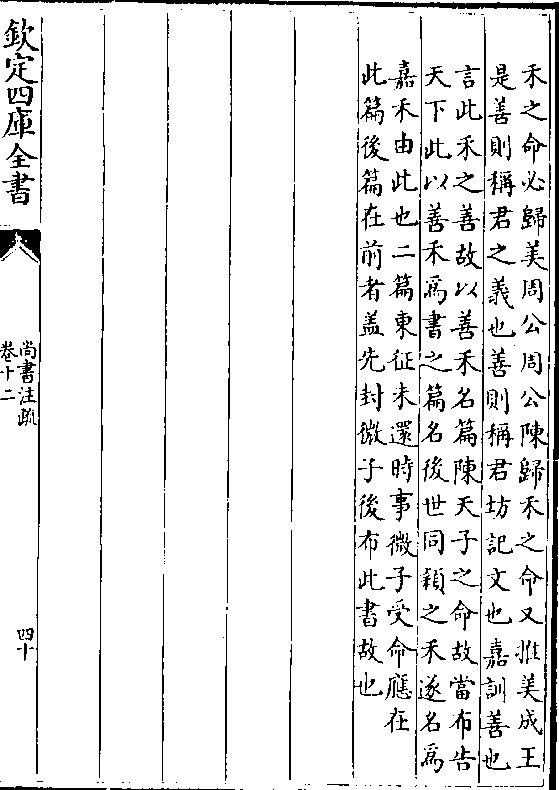 禾之命必歸美周公周公陳歸禾之命又推美成王
是善則稱君之義也善則稱君坊記文也嘉訓善也
言此禾之善故以善禾名篇陳天子之命故當布告
天下此以善禾為書之篇名後世同穎之禾遂名為
嘉禾由此也二篇東征未還時事微子受命應在
此篇後篇在前者蓋先封微子後布此書故也
欽定四庫全書
尚書注疏
卷十二
四十